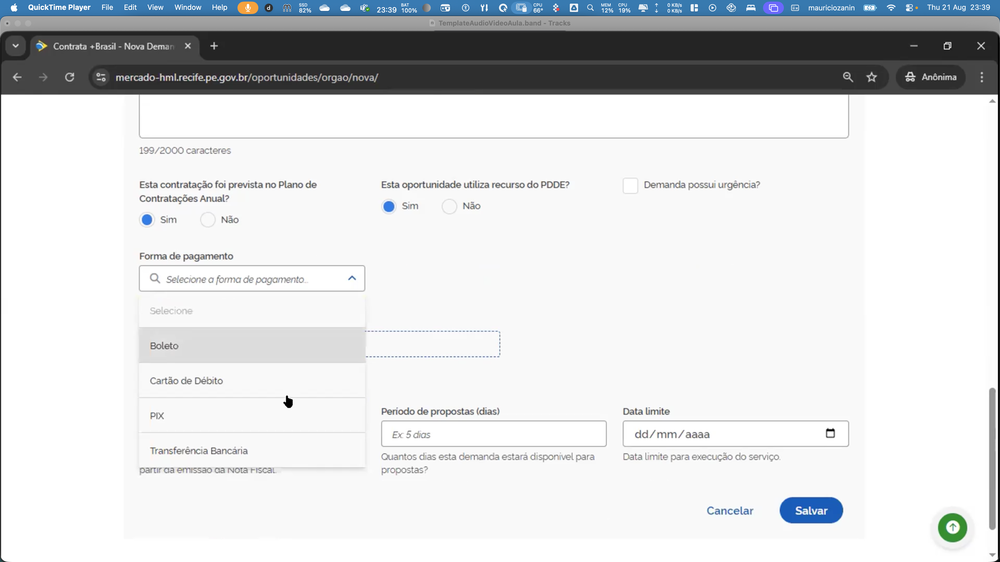 QuickTime Player File Edit View Window Help d SSD 82% 23:39 BAT 100% CPU 66° MEM 12% CPU 19% 0 KB/s 0 KB/s mauriciozanin Thu 21 Aug 23:39
TemplateAudioVideoAula.band - Tracks
Contrata +Brasil - Nova Deman
mercado-hml.recife.pe.gov.br/oportunidades/orgao/nova/ Anônima
199/2000 caracteres
Esta contratação foi prevista no Plano de
Contratações Anual?
Sim Não
Esta oportunidade utiliza recurso do PDDE?
Sim Não
Demanda possui urgência?
Forma de pagamento
Selecione a forma de pagamento...
Selecione
Boleto
Cartão de Débito
PIX
Transferência Bancária
partir da emissão da Nota Fiscal.
Período de propostas (dias)
Ex: 5 dias
Quantos dias esta demanda estará disponivel para
propostas?
Data limite
dd/mm/aaaa
Data limite para execução do serviço.
Cancelar
Salvar